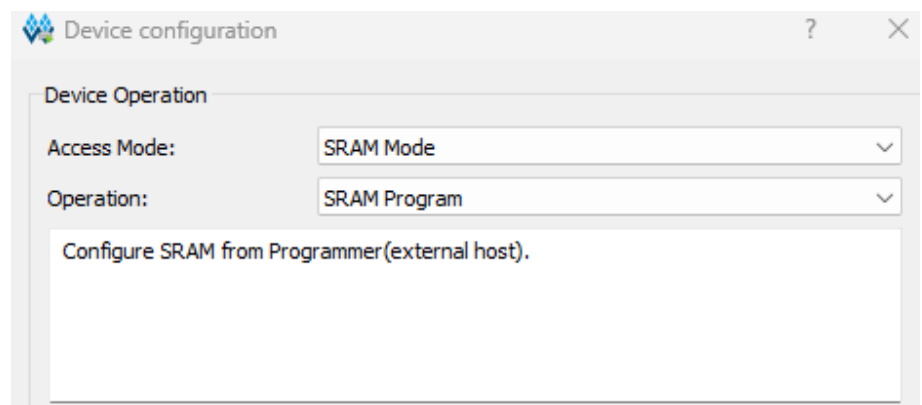 Device configuration ?
Device Operation
Access Mode: SRAM Mode
Operation: SRAM Program
Configure SRAM from Programmer(external host).